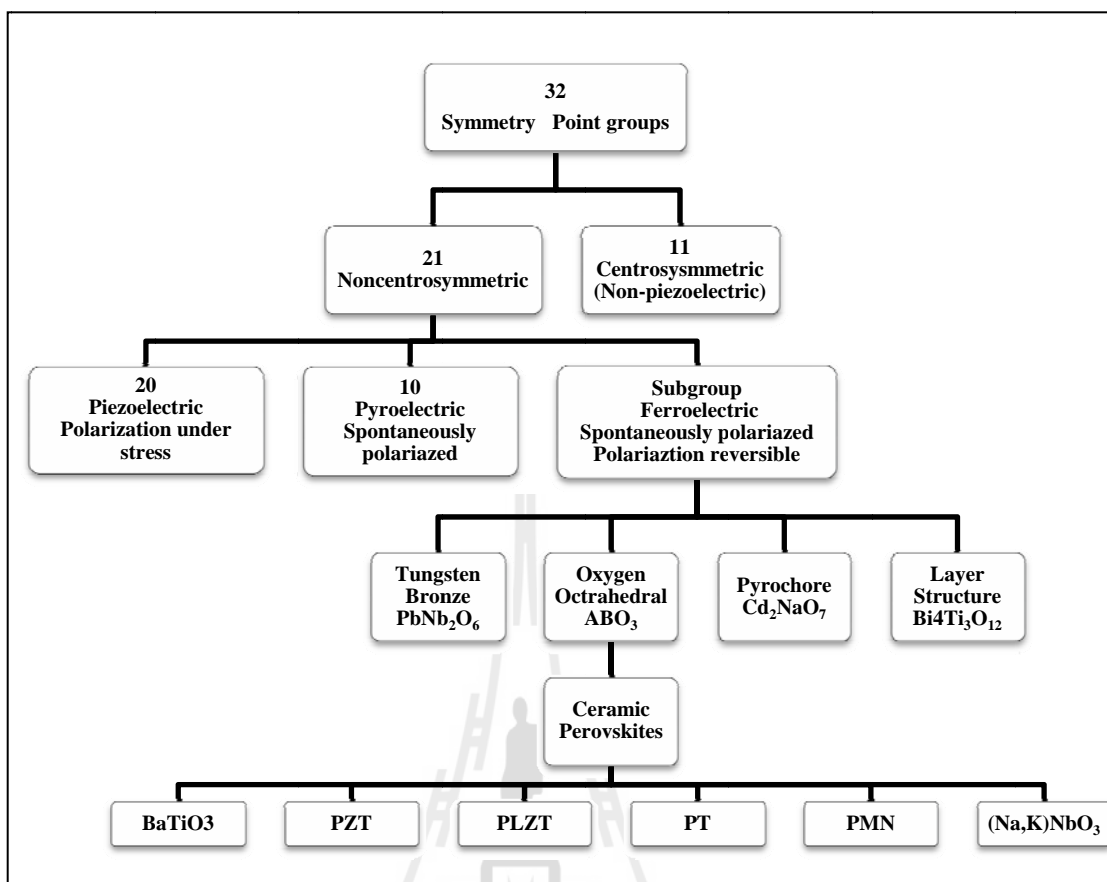 32
Symmetry Point groups
21
Noncentrosymmetric
11
Centrosysmmetric
(Non-piezoelectric)
20
Piezoelectric
Polarization under
stress
10
Pyroelectric
Spontaneously
polariazed
Subgroup
Ferroelectric
Spontaneously polariazed
Polariaztion reversible
Tungsten
Bronze
PbNb₂O₆
Oxygen
Octrahedral
ABO₃
Pyrochore
Cd₂NaO₇
Layer
Structure
Bi4Ti₃O₁₂
Ceramic
Perovskites
BaTiO3
PZT
PLZT
PT
PMN
(Na,K)NbO₃